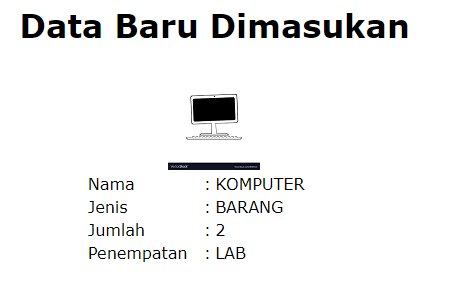 Data Baru Dimasukan
Nama : KOMPUTER
Jenis : BARANG
Jumlah : 2
Penempatan : LAB